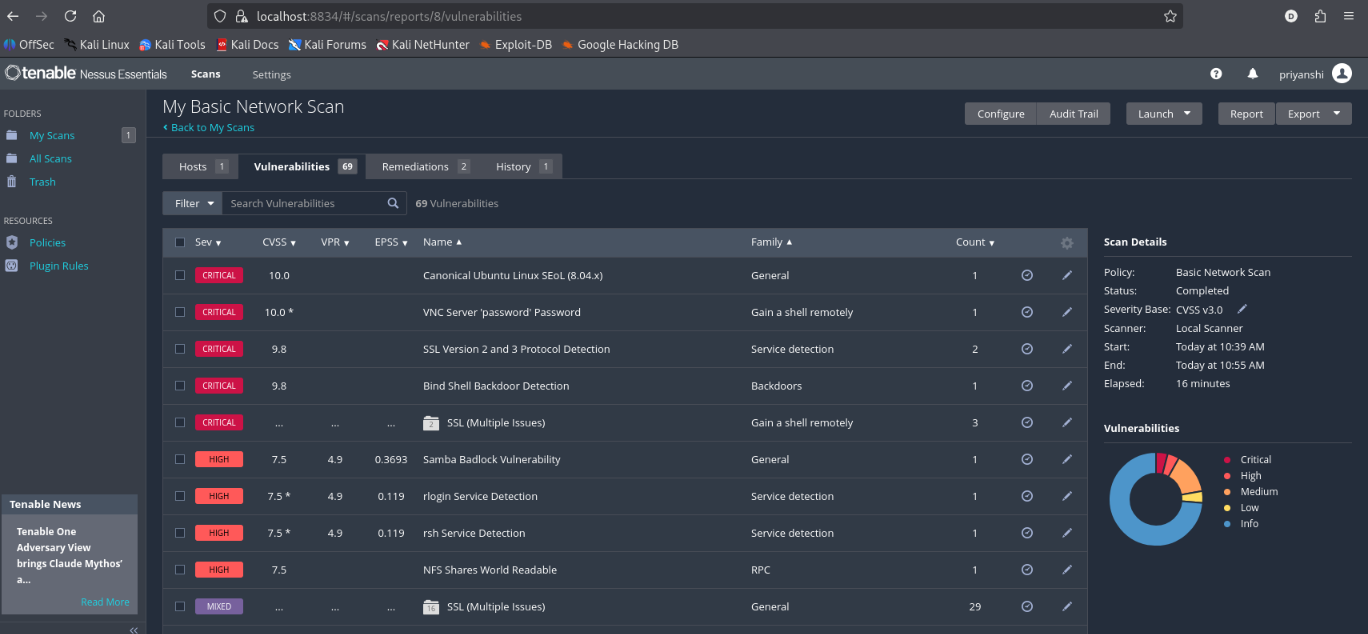 localhost:8834/#/scans/reports/8/vulnerabilities
OffSec Kali Linux Kali Tools Kali Docs Kali Forums Kali NetHunter Exploit-DB Google Hacking DB
tenable Nessus Essentials Scans Settings priyanshi
FOLDERS
My Scans 1
All Scans
Trash
RESOURCES
Policies
Plugin Rules
Tenable News
Tenable One
Adversary View
brings Claude Mythos'
a...
Read More
My Basic Network Scan
Back to My Scans
Configure Audit Trail Launch Report Export
Hosts 1 Vulnerabilities 69 Remediations 2 History 1
Filter Search Vulnerabilities 69 Vulnerabilities
Sev CVSS VPR EPSS Name Family Count
CRITICAL 10.0 Canonical Ubuntu Linux SEoL (8.04.x) General 1
CRITICAL 10.0 * VNC Server 'password' Password Gain a shell remotely 1
CRITICAL 9.8 SSL Version 2 and 3 Protocol Detection Service detection 2
CRITICAL 9.8 Bind Shell Backdoor Detection Backdoors 1
CRITICAL ... ... ... 2 SSL (Multiple Issues) Gain a shell remotely 3
HIGH 7.5 4.9 0.3693 Samba Badlock Vulnerability General 1
HIGH 7.5 * 4.9 0.119 rlogin Service Detection Service detection 1
HIGH 7.5 * 4.9 0.119 rsh Service Detection Service detection 1
HIGH 7.5 NFS Shares World Readable RPC 1
MIXED ... ... ... 16 SSL (Multiple Issues) General 29
Scan Details
Policy: Basic Network Scan
Status: Completed
Severity Base: CVSS v3.0
Scanner: Local Scanner
Start: Today at 10:39 AM
End: Today at 10:55 AM
Elapsed: 16 minutes
Vulnerabilities
Critical
High
Medium
Low
Info